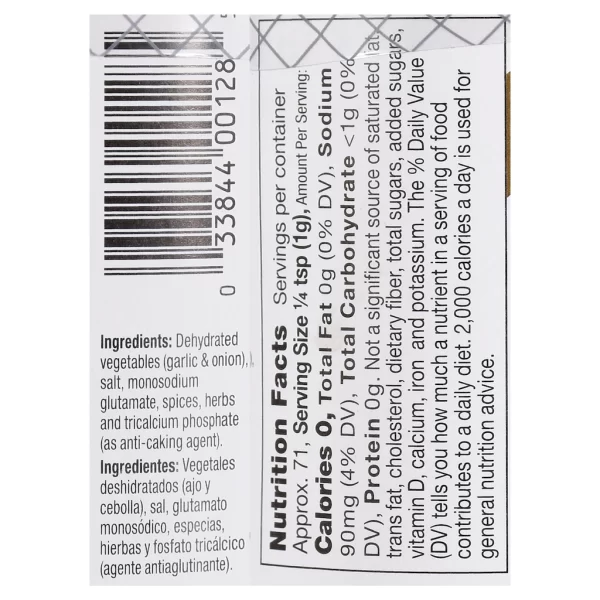 0 33844 00128
Ingredients: Dehydrated
vegetables (garlic & onion),
salt, monosodium
glutamate, spices, herbs
and tricalcium phosphate
(as anti-caking agent).
Ingredientes: Vegetales
deshidratados (ajo y
cebolla), sal, glutamato
monosódico, especias,
hierbas y fosfato tricálcico
(agente antiaglutinante).
Nutrition Facts Servings per container
Approx. 71, Serving Size ¼ tsp (1g), Amount Per Serving:
Calories 0, Total Fat 0g (0% DV), Sodium
90mg (4% DV), Total Carbohydrate <1g (0%
DV), Protein 0g. Not a significant source of saturated fat,
trans fat, cholesterol, dietary fiber, total sugars, added sugars,
vitamin D, calcium, iron and potassium. The % Daily Value
(DV) tells you how much a nutrient in a serving of food
contributes to a daily diet. 2,000 calories a day is used for
general nutrition advice.